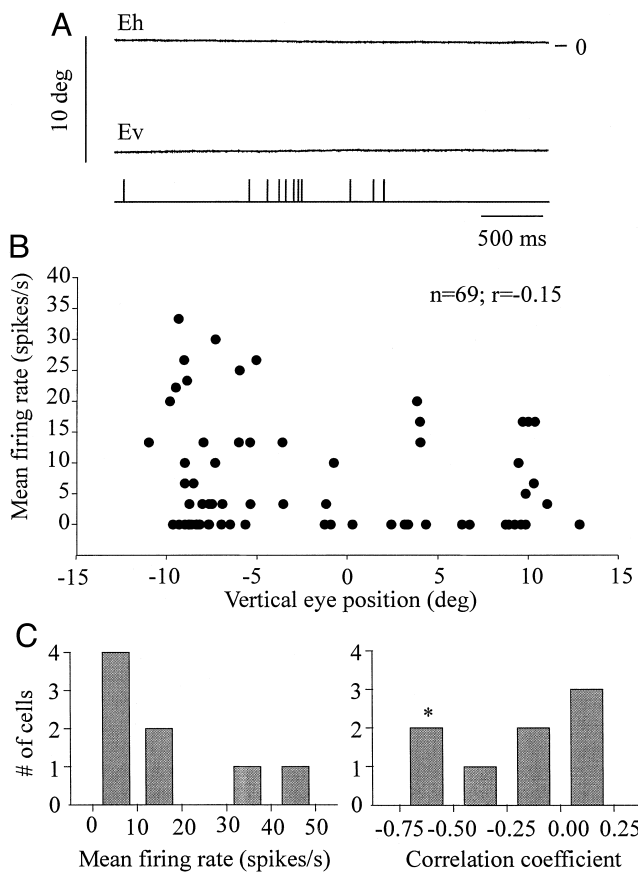 A
Eh
0
10 deg
Ev
500 ms
B
40
35
30
25
20
15
10
5
0
Mean firing rate (spikes/s)
n=69; r=-0.15
-15 -10 -5 0 5 10 15
Vertical eye position (deg)
C
4
3
2
1
0
# of cells
0 10 20 30 40 50
Mean firing rate (spikes/s)
4
3
2
1
0
*
-0.75 -0.50 -0.25 0.00 0.25
Correlation coefficient